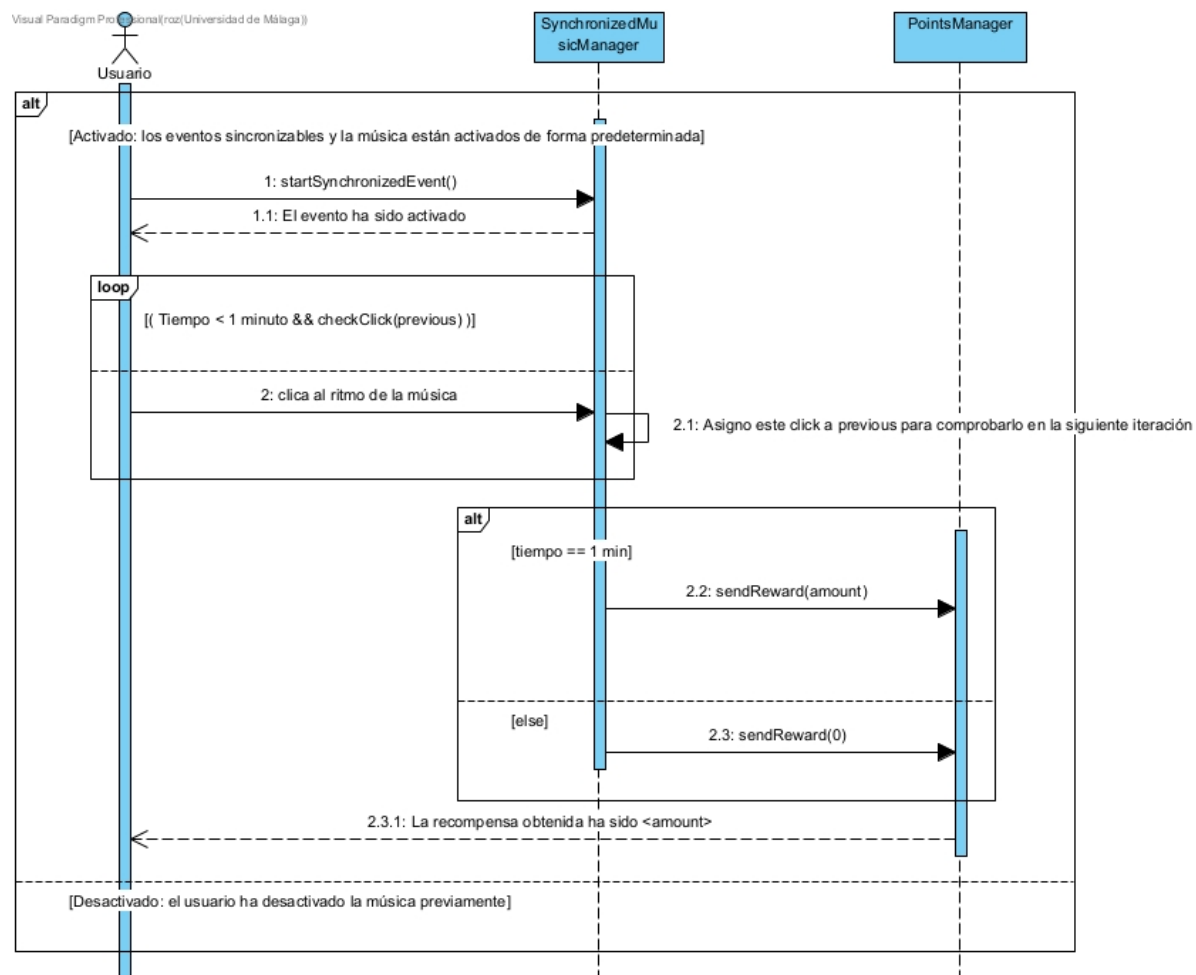 Visual Paradigm Professional(roz(Universidad de Málaga))
Usuario
SynchronizedMu
sicManager
PointsManager
alt
[Activado: los eventos sincronizables y la música están activados de forma predeterminada]
1: startSynchronizedEvent()
1.1: El evento ha sido activado
loop
[( Tiempo < 1 minuto && checkClick(previous) )]
2: clica al ritmo de la música
2.1: Asigno este click a previous para comprobarlo en la siguiente iteración
alt
[tiempo == 1 min]
2.2: sendReward(amount)
[else]
2.3: sendReward(0)
2.3.1: La recompensa obtenida ha sido <amount>
[Desactivado: el usuario ha desactivado la música previamente]